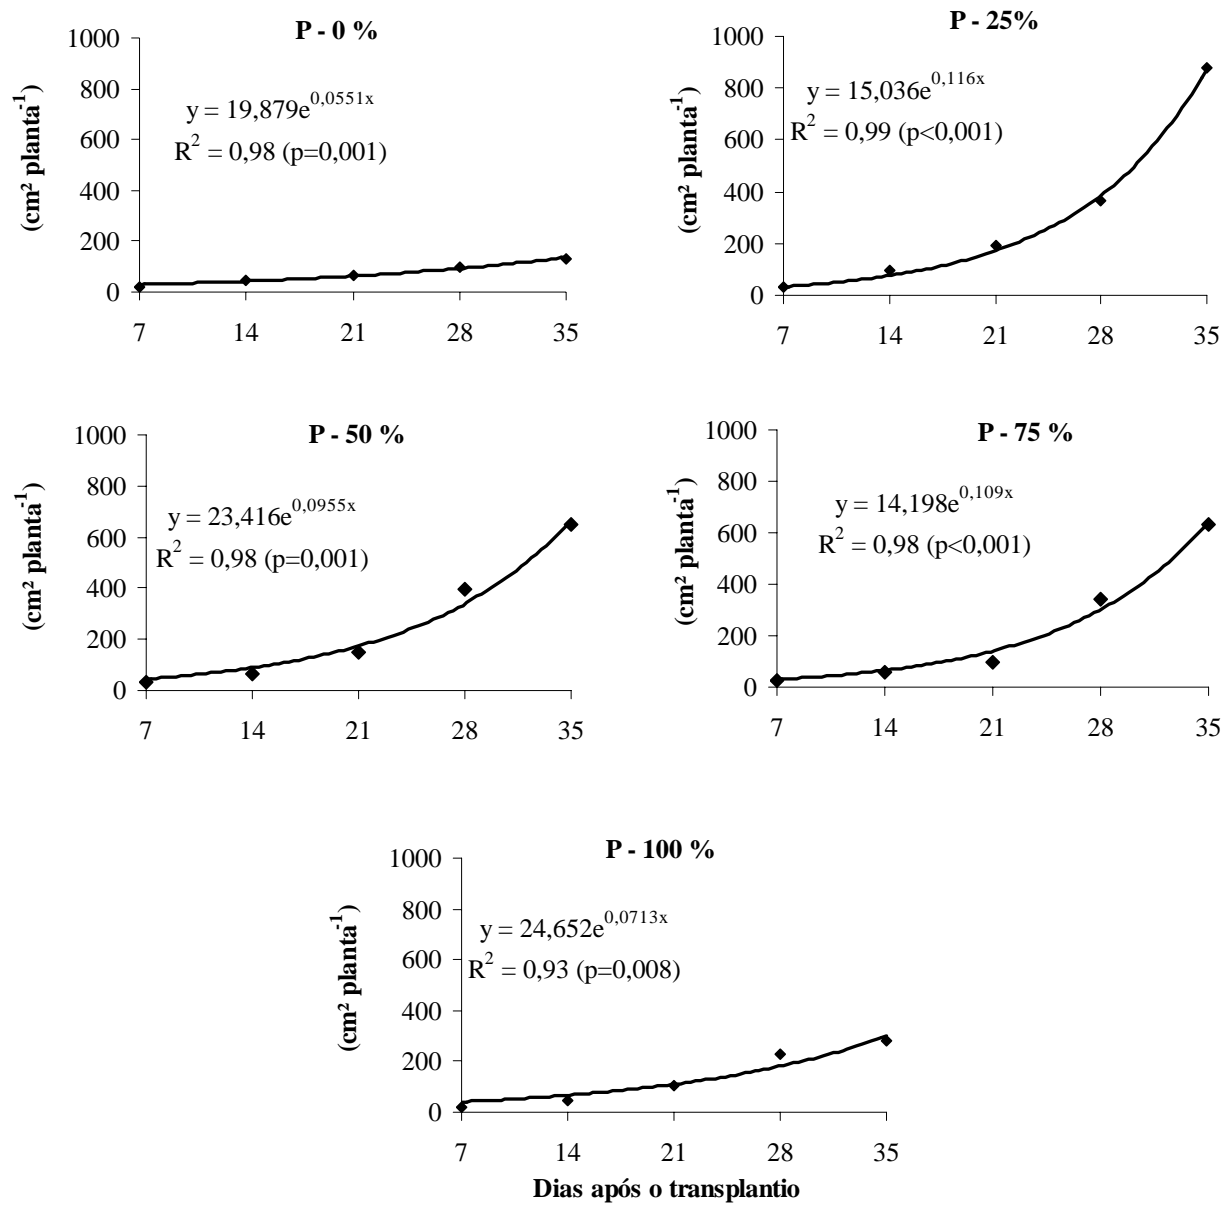 P - 0 %
(cm² planta⁻¹)
1000
800
600
400
200
0
y = 19,879e^0,0551x
R² = 0,98 (p=0,001)
7 14 21 28 35
P - 25%
(cm² planta⁻¹)
1000
800
600
400
200
0
y = 15,036e^0,116x
R² = 0,99 (p<0,001)
7 14 21 28 35
P - 50 %
(cm² planta⁻¹)
1000
800
600
400
200
0
y = 23,416e^0,0955x
R² = 0,98 (p=0,001)
7 14 21 28 35
P - 75 %
(cm² planta⁻¹)
1000
800
600
400
200
0
y = 14,198e^0,109x
R² = 0,98 (p<0,001)
7 14 21 28 35
P - 100 %
(cm² planta⁻¹)
1000
800
600
400
200
0
y = 24,652e^0,0713x
R² = 0,93 (p=0,008)
7 14 21 28 35
Dias após o transplantio